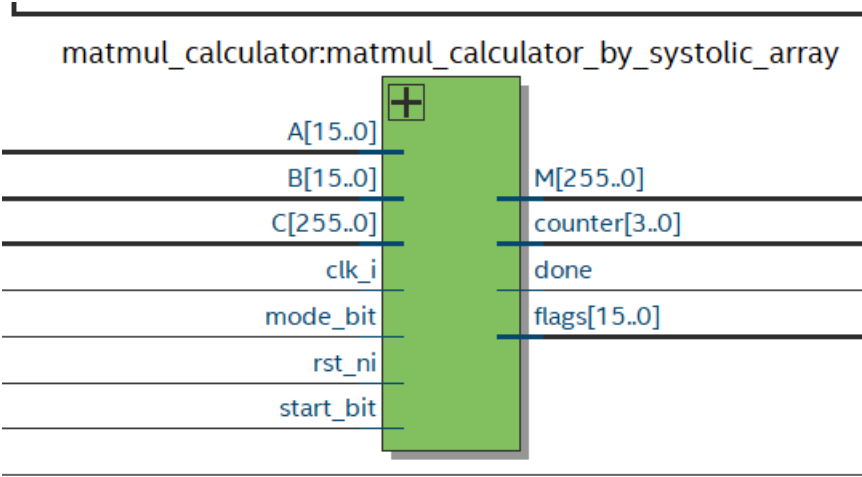 matmul_calculator:matmul_calculator_by_systolic_array
A[15..0]
B[15..0]
C[255..0]
clk_i
mode_bit
rst_ni
start_bit
M[255..0]
counter[3..0]
done
flags[15..0]